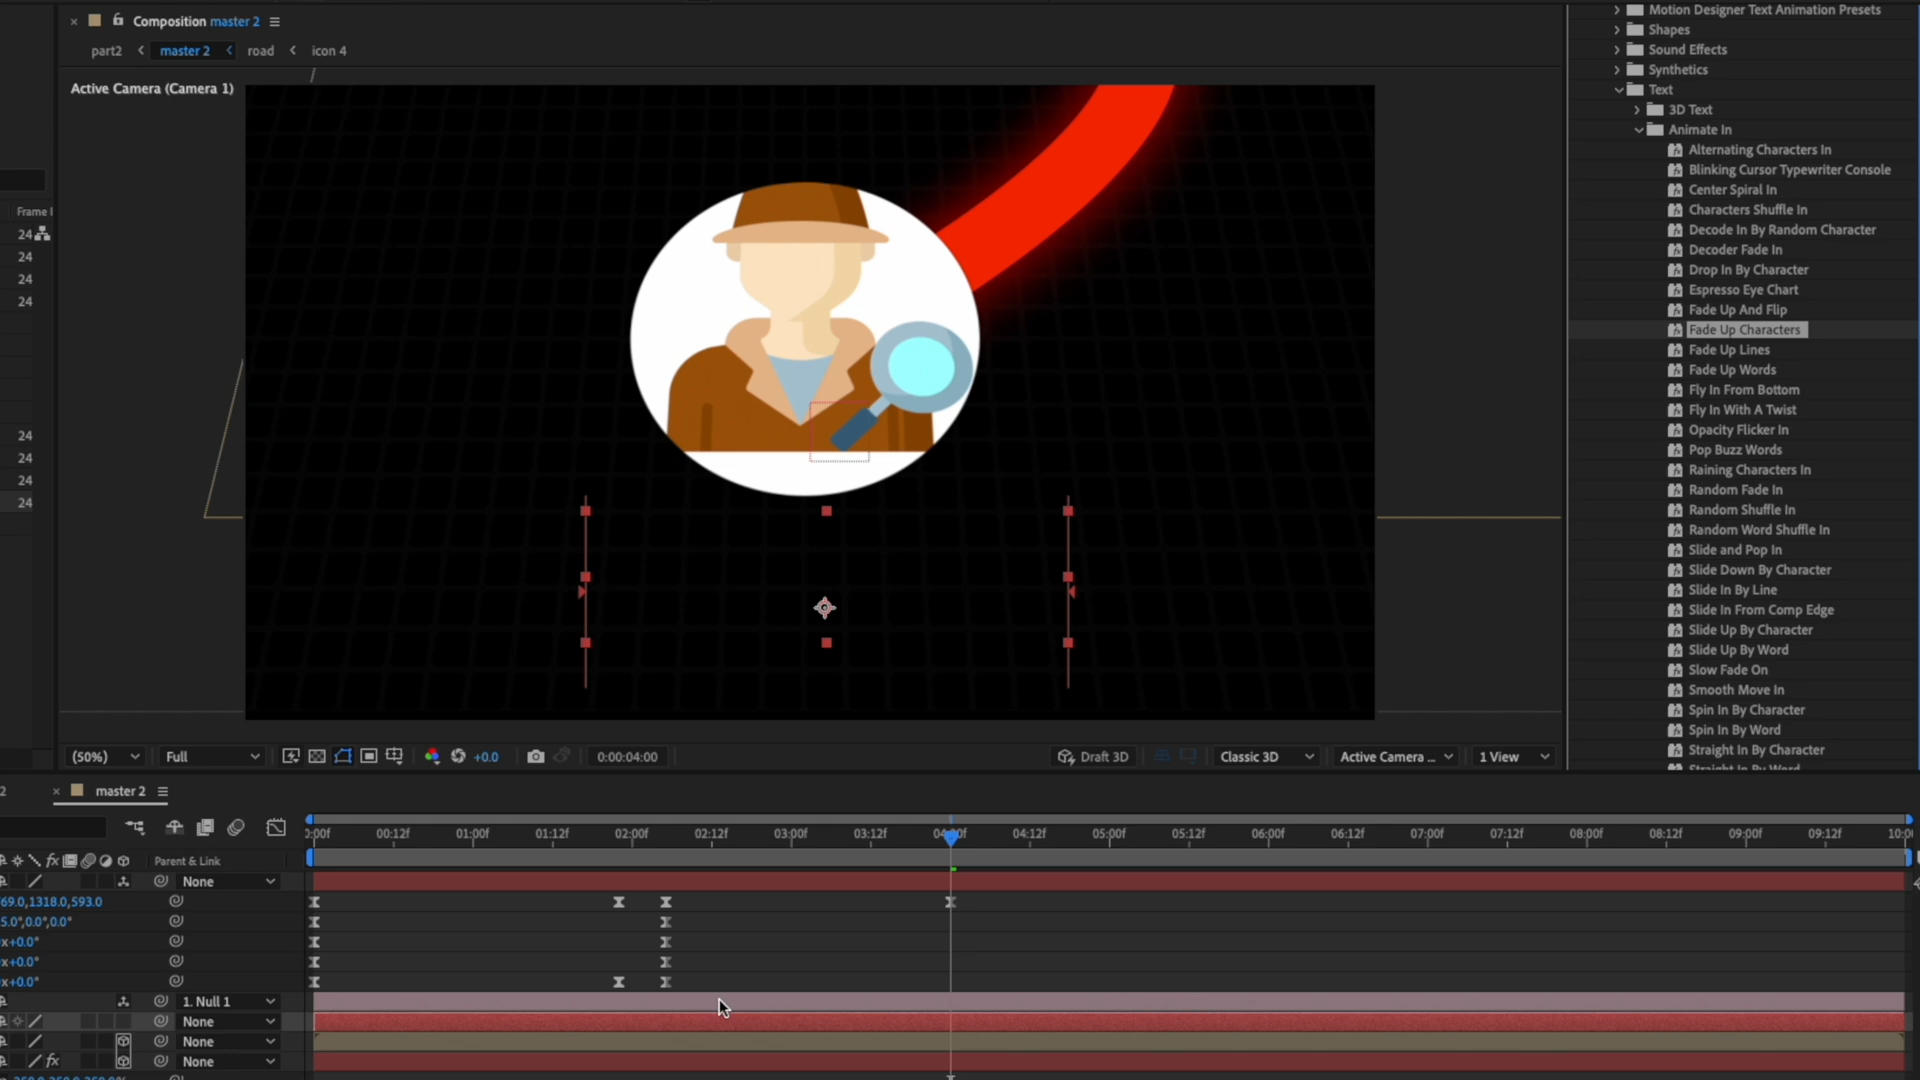 Composition master 2
part2 master 2 road icon 4
Active Camera (Camera 1)
Frame
24
24
24
24
24
24
24
24
Motion Designer Text Animation Presets
Shapes
Sound Effects
Synthetics
Text
3D Text
Animate In
Alternating Characters In
Blinking Cursor Typewriter Console
Center Spiral In
Characters Shuffle In
Decode In By Random Character
Decoder Fade In
Drop In By Character
Espresso Eye Chart
Fade Up And Flip
Fade Up Characters
Fade Up Lines
Fade Up Words
Fly In From Bottom
Fly In With A Twist
Opacity Flicker In
Pop Buzz Words
Raining Characters In
Random Fade In
Random Shuffle In
Random Word Shuffle In
Slide and Pop In
Slide Down By Character
Slide In By Line
Slide In From Comp Edge
Slide Up By Character
Slide Up By Word
Slow Fade On
Smooth Move In
Spin In By Character
Spin In By Word
Straight In By Character
Straight In By Word
(50%) Full +0.0 0:00:04:00 Draft 3D Classic 3D Active Camera ... 1 View
2 master 2
0:00f 00:12f 01:00f 01:12f 02:00f 02:12f 03:00f 03:12f 04:12f 05:00f 05:12f 06:00f 06:12f 07:00f 07:12f 08:00f 08:12f 09:00f 09:12f 10:0
fx Parent & Link
None
69.0,1318.0,593.0
5.0°,0.0°,0.0°
x+0.0°
x+0.0°
x+0.0°
1. Null 1
None
None
fx None